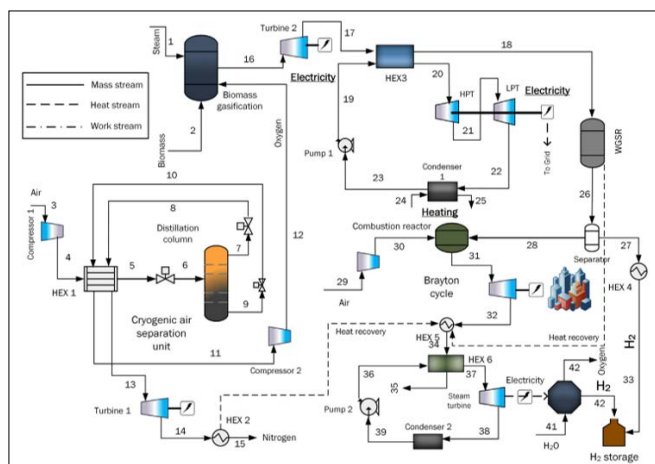 Turbine 2
17
18
Steam
1
16
HEX3
Electricity
20
HPT
LPT
Electricity
Mass stream
Heat stream
Work stream
Biomass
gasification
19
21
Oxygen
2
Biomass
Pump 1
To Grid
WGSR
10
23
Condenser
1
22
Air
24
25
26
3
Compressor 1
8
12
Heating
Distillation
column
7
Combustion reactor
30
28
27
4
5
6
31
Separator
HEX 4
HEX 1
9
29
Air
Brayton
cycle
Cryogenic air
separation
unit
32
Heat recovery
HEX 5
Heat recovery
H2
11
34
Oxygen
13
Compressor 2
36
HEX 6
37
42
33
35
Electricity
H2
Turbine 1
Pump 2
Steam
turbine
42
HEX 2
14
15
Nitrogen
39
Condenser 2
38
41
H2O
H2 storage